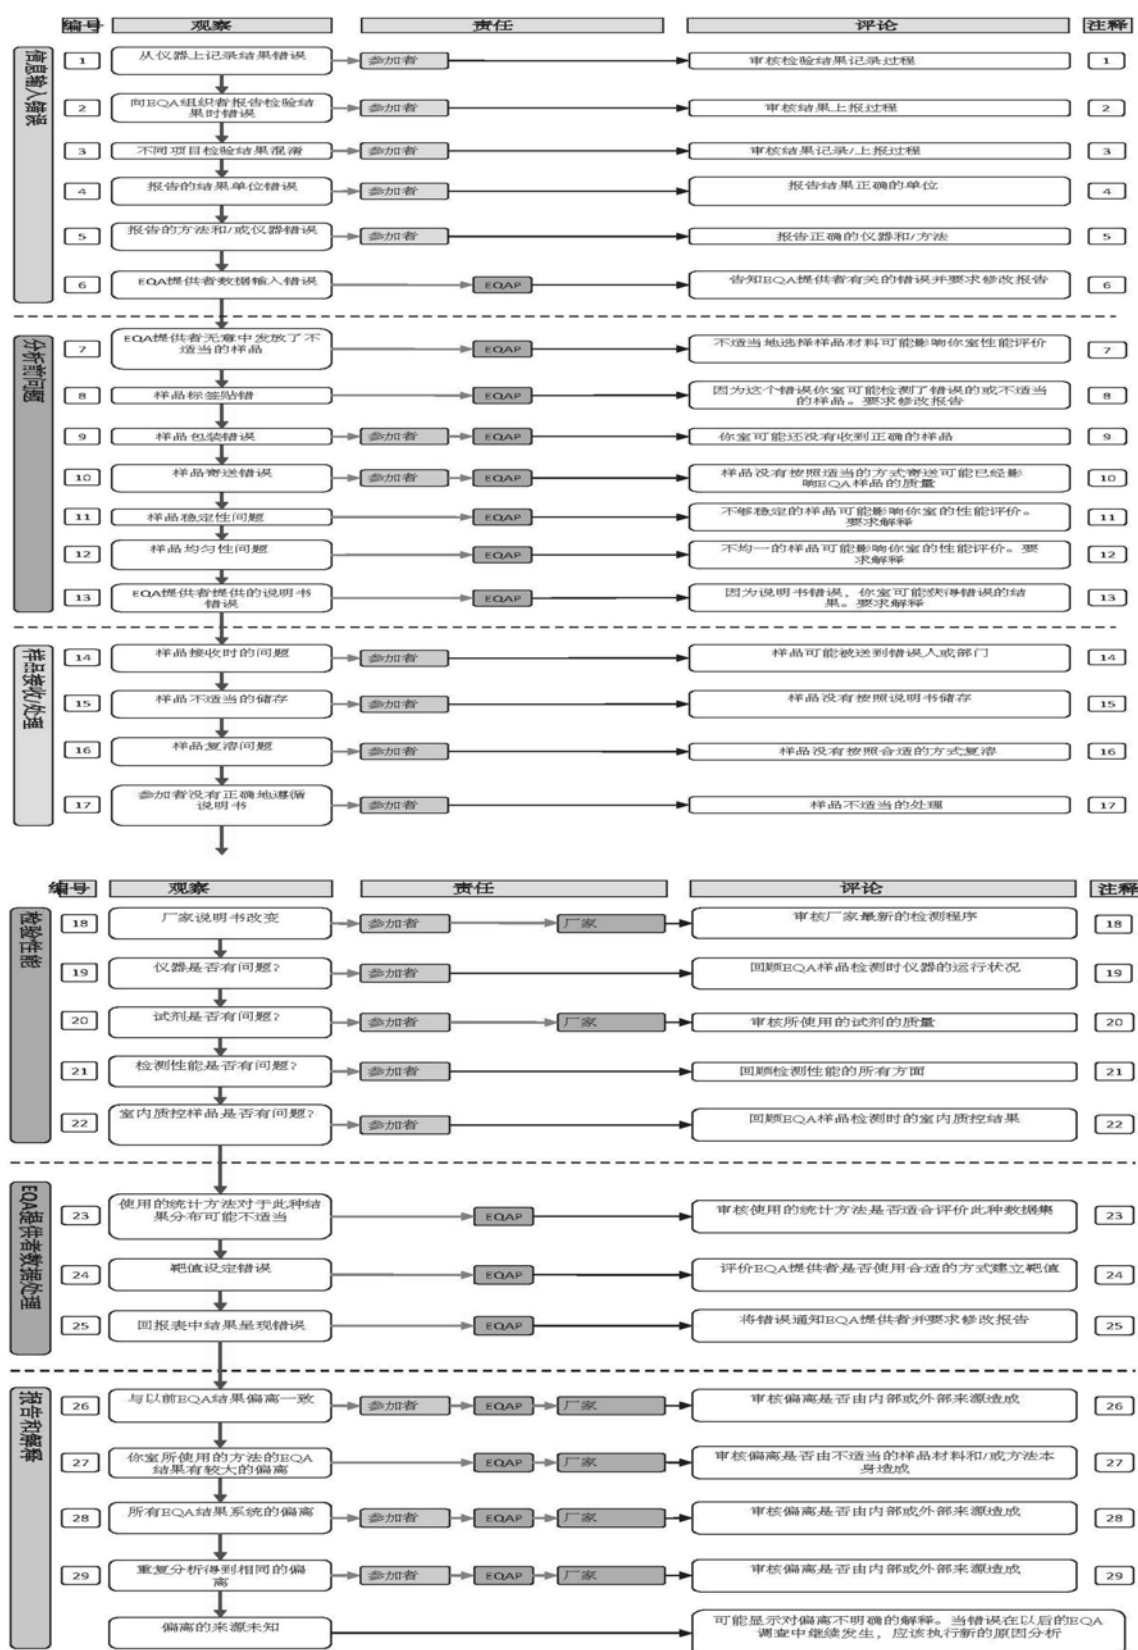 编号 观察 责任 评论 注释
信息输入错误
1 从仪器上记录结果错误 参加者 审核检验结果记录过程 1
2 向EQA组织者报告检验结
果时错误 参加者 审核结果上报过程 2
3 不同项目检验结果混淆 参加者 审核结果记录/上报过程 3
4 报告的结果单位错误 参加者 报告结果正确的单位 4
5 报告的方法和/或仪器错误 参加者 报告正确的仪器和/方法 5
6 EQA提供者数据输入错误 EQAP 告知EQA提供者有关的错误并要求修改报告 6
分析前问题
7 EQA提供者无意中发放了不
适当的样品 EQAP 不适当地选择样品材料可能影响你室性能评价 7
8 样品标签贴错 EQAP 因为这个错误你室可能检测了错误的或不适当
的样品。要求修改报告 8
9 样品包装错误 参加者 EQAP 你室可能还没有收到正确的样品 9
10 样品寄送错误 参加者 EQAP 样品没有按照适当的方式寄送可能已经影
响EQA样品的质量 10
11 样品稳定性问题 EQAP 不够稳定的样品可能影响你室的性能评价。
要求解释 11
12 样品均匀性问题 EQAP 不均一的样品可能影响你室的性能评价。要
求解释 12
13 EQA提供者提供的说明书
错误 EQAP 因为说明书错误，你室可能获得错误的结
果。要求解释 13
样品接收/处理
14 样品接收时的问题 参加者 样品可能被送到错误人或部门 14
15 样品不适当的储存 参加者 样品没有按照说明书储存 15
16 样品复溶问题 参加者 样品没有按照合适的方式复溶 16
17 参加者没有正确地遵循
说明书 参加者 样品不适当的处理 17
编号 观察 责任 评论 注释
检验性能
18 厂家说明书改变 参加者 厂家 审核厂家最新的检测程序 18
19 仪器是否有问题? 参加者 回顾EQA样品检测时仪器的运行状况 19
20 试剂是否有问题? 参加者 厂家 审核所使用的试剂的质量 20
21 检测性能是否有问题? 参加者 回顾检测性能的所有方面 21
22 室内质控样品是否有问题? 参加者 回顾EQA样品检测时的室内质控结果 22
EQA提供者数据处理
23 使用的统计方法对于此种结
果分布可能不适当 EQAP 审核使用的统计方法是否适合评价此种数据集 23
24 靶值设定错误 EQAP 评价EQA提供者是否使用合适的方式建立靶值 24
25 回报表中结果呈现错误 EQAP 将错误通知EQA提供者并要求修改报告 25
报告和解释
26 与以前EQA结果偏离一致 参加者 EQAP 厂家 审核偏离是否由内部或外部来源造成 26
27 你室所使用的方法的EQA
结果有较大的偏离 EQAP 厂家 审核偏离是否由不适当的样品材料和/或方法本
身造成 27
28 所有EQA结果系统的偏离 参加者 EQAP 厂家 审核偏离是否由内部或外部来源造成 28
29 重复分析得到相同的偏
离 参加者 EQAP 厂家 审核偏离是否由内部或外部来源造成 29
偏离的来源未知 可能显示对偏离不明确的解释。当错误在以后的EQA
调查中继续发生，应该执行新的原因分析